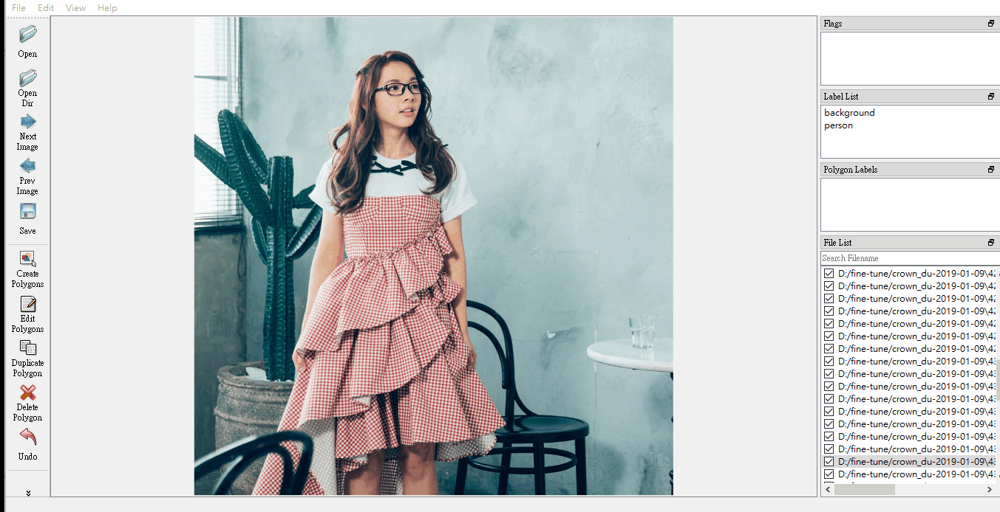 File Edit View Help
Open
Open
Dir
Next
Image
Prev
Image
Save
Create
Polygons
Edit
Polygons
Duplicate
Polygon
Delete
Polygon
Undo
Flags
Label List
background
person
Polygon Labels
File List
Search Filename
D:/fine-tune/crown_du-2019-01-09\42
D:/fine-tune/crown_du-2019-01-09\42
D:/fine-tune/crown_du-2019-01-09\42
D:/fine-tune/crown_du-2019-01-09\42
D:/fine-tune/crown_du-2019-01-09\42
D:/fine-tune/crown_du-2019-01-09\42
D:/fine-tune/crown_du-2019-01-09\42
D:/fine-tune/crown_du-2019-01-09\43
D:/fine-tune/crown_du-2019-01-09\43
D:/fine-tune/crown_du-2019-01-09\43
D:/fine-tune/crown_du-2019-01-09\43
D:/fine-tune/crown_du-2019-01-09\43
D:/fine-tune/crown_du-2019-01-09\43
D:/fine-tune/crown_du-2019-01-09\43
D:/fine-tune/crown_du-2019-01-09\43
D:/fine-tune/crown_du-2019-01-09\43
D:/fine-tune/crown_du-2019-01-09\43